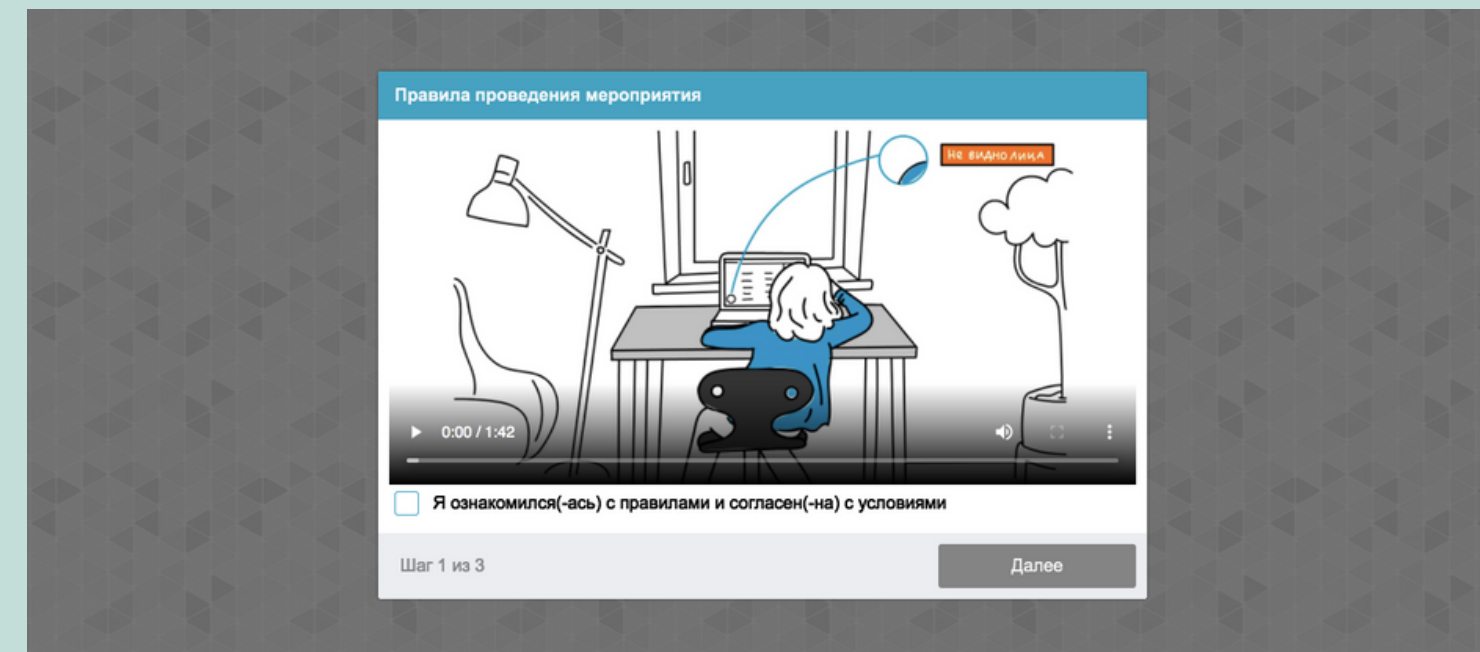 Правила проведения мероприятия
Не видно лица
0:00 / 1:42
Я ознакомился(-ась) с правилами и согласен(-на) с условиями
Шаг 1 из 3
Далее